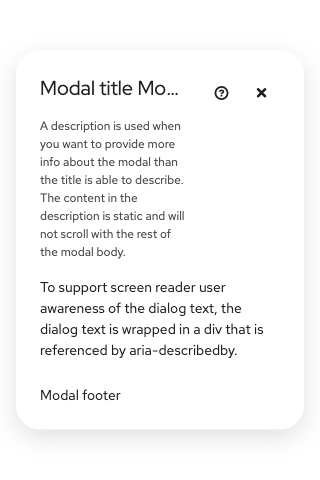 Modal title Mo...
A description is used when
you want to provide more
info about the modal than
the title is able to describe.
The content in the
description is static and will
not scroll with the rest of
the modal body.
To support screen reader user
awareness of the dialog text, the
dialog text is wrapped in a div that is
referenced by aria-describedby.
Modal footer